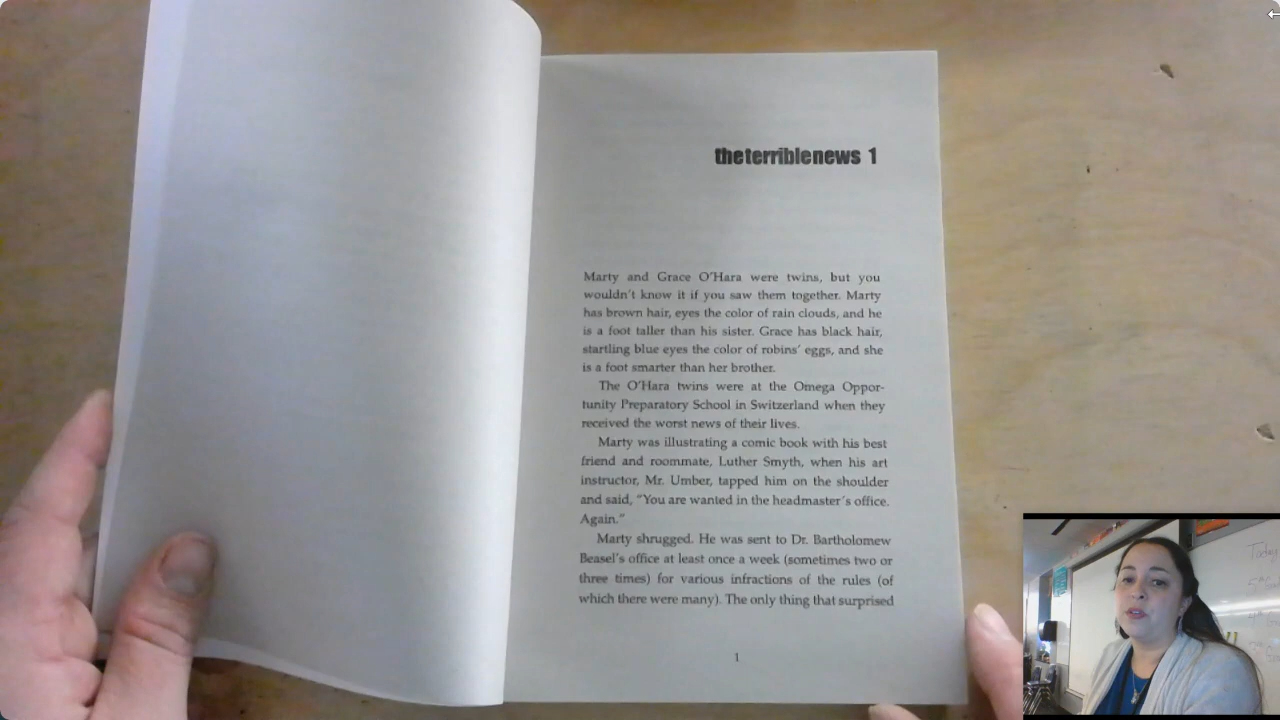 theterriblenews 1
Marty and Grace O'Hara were twins, but you
wouldn't know it if you saw them together. Marty
has brown hair, eyes the color of rain clouds, and he
is a foot taller than his sister. Grace has black hair,
startling blue eyes the color of robins' eggs, and she
is a foot smarter than her brother.
The O'Hara twins were at the Omega Oppor-
tunity Preparatory School in Switzerland when they
received the worst news of their lives.
Marty was illustrating a comic book with his best
friend and roommate, Luther Smyth, when his art
instructor, Mr. Umber, tapped him on the shoulder
and said, "You are wanted in the headmaster's office.
Again."
Marty shrugged. He was sent to Dr. Bartholomew
Beasel's office at least once a week (sometimes two or
three times) for various infractions of the rules (of
which there were many). The only thing that surprised
1